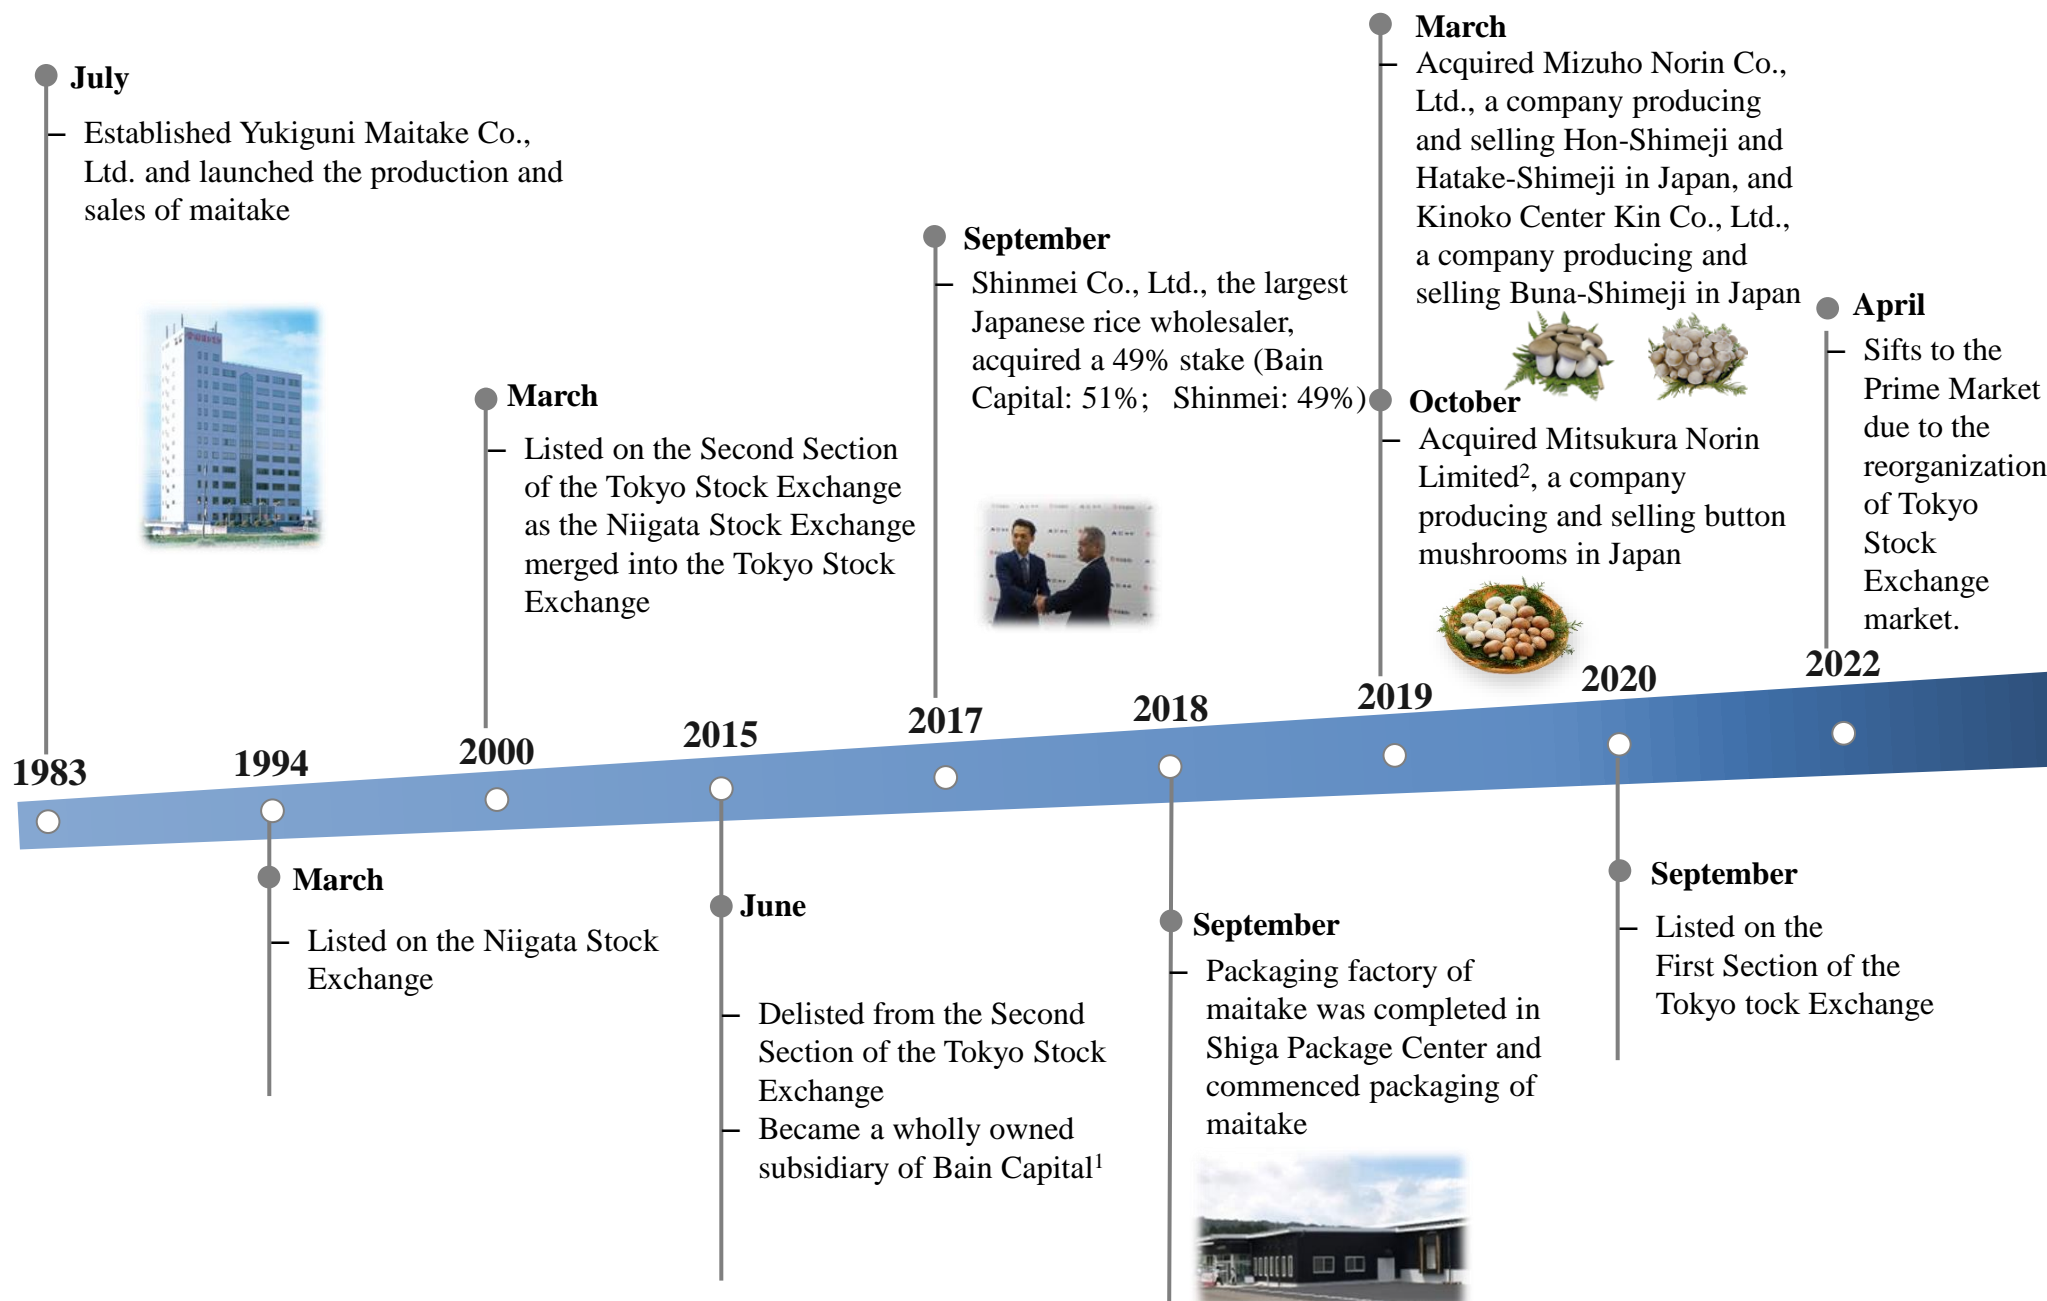 July
– Established Yukiguni Maitake Co.,
Ltd. and launched the production and
sales of maitake
March
– Listed on the Second Section
of the Tokyo Stock Exchange
as the Niigata Stock Exchange
merged into the Tokyo Stock
Exchange
September
– Shinmei Co., Ltd., the largest
Japanese rice wholesaler,
acquired a 49% stake (Bain
Capital: 51%; Shinmei: 49%)
March
– Acquired Mizuho Norin Co.,
Ltd., a company producing
and selling Hon-Shimeji and
Hatake-Shimeji in Japan, and
Kinoko Center Kin Co., Ltd.,
a company producing and
selling Buna-Shimeji in Japan
October
– Acquired Mitsukura Norin
Limited², a company
producing and selling button
mushrooms in Japan
April
– Sifts to the
Prime Market
due to the
reorganization
of Tokyo
Stock
Exchange
market.
1983
1994
2000
2015
2017
2018
2019
2020
2022
March
– Listed on the Niigata Stock
Exchange
June
– Delisted from the Second
Section of the Tokyo Stock
Exchange
– Became a wholly owned
subsidiary of Bain Capital¹
September
– Packaging factory of
maitake was completed in
Shiga Package Center and
commenced packaging of
maitake
September
– Listed on the
First Section of the
Tokyo tock Exchange